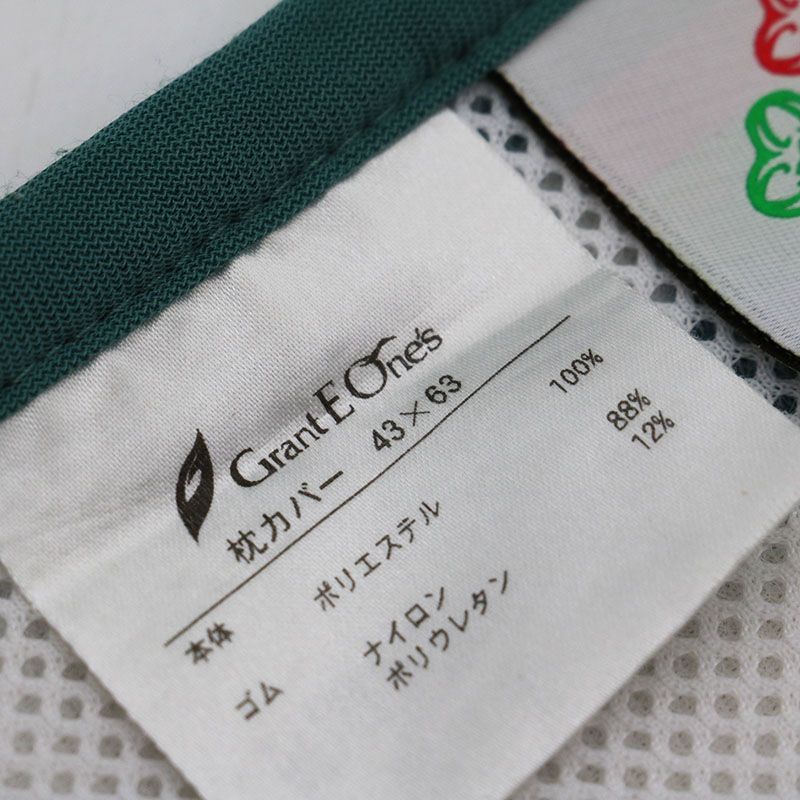 Grant E One's
枕カバー 43×63
本体 ポリエステル 100%
ゴム ナイロン 88%
ポリウレタン 12%